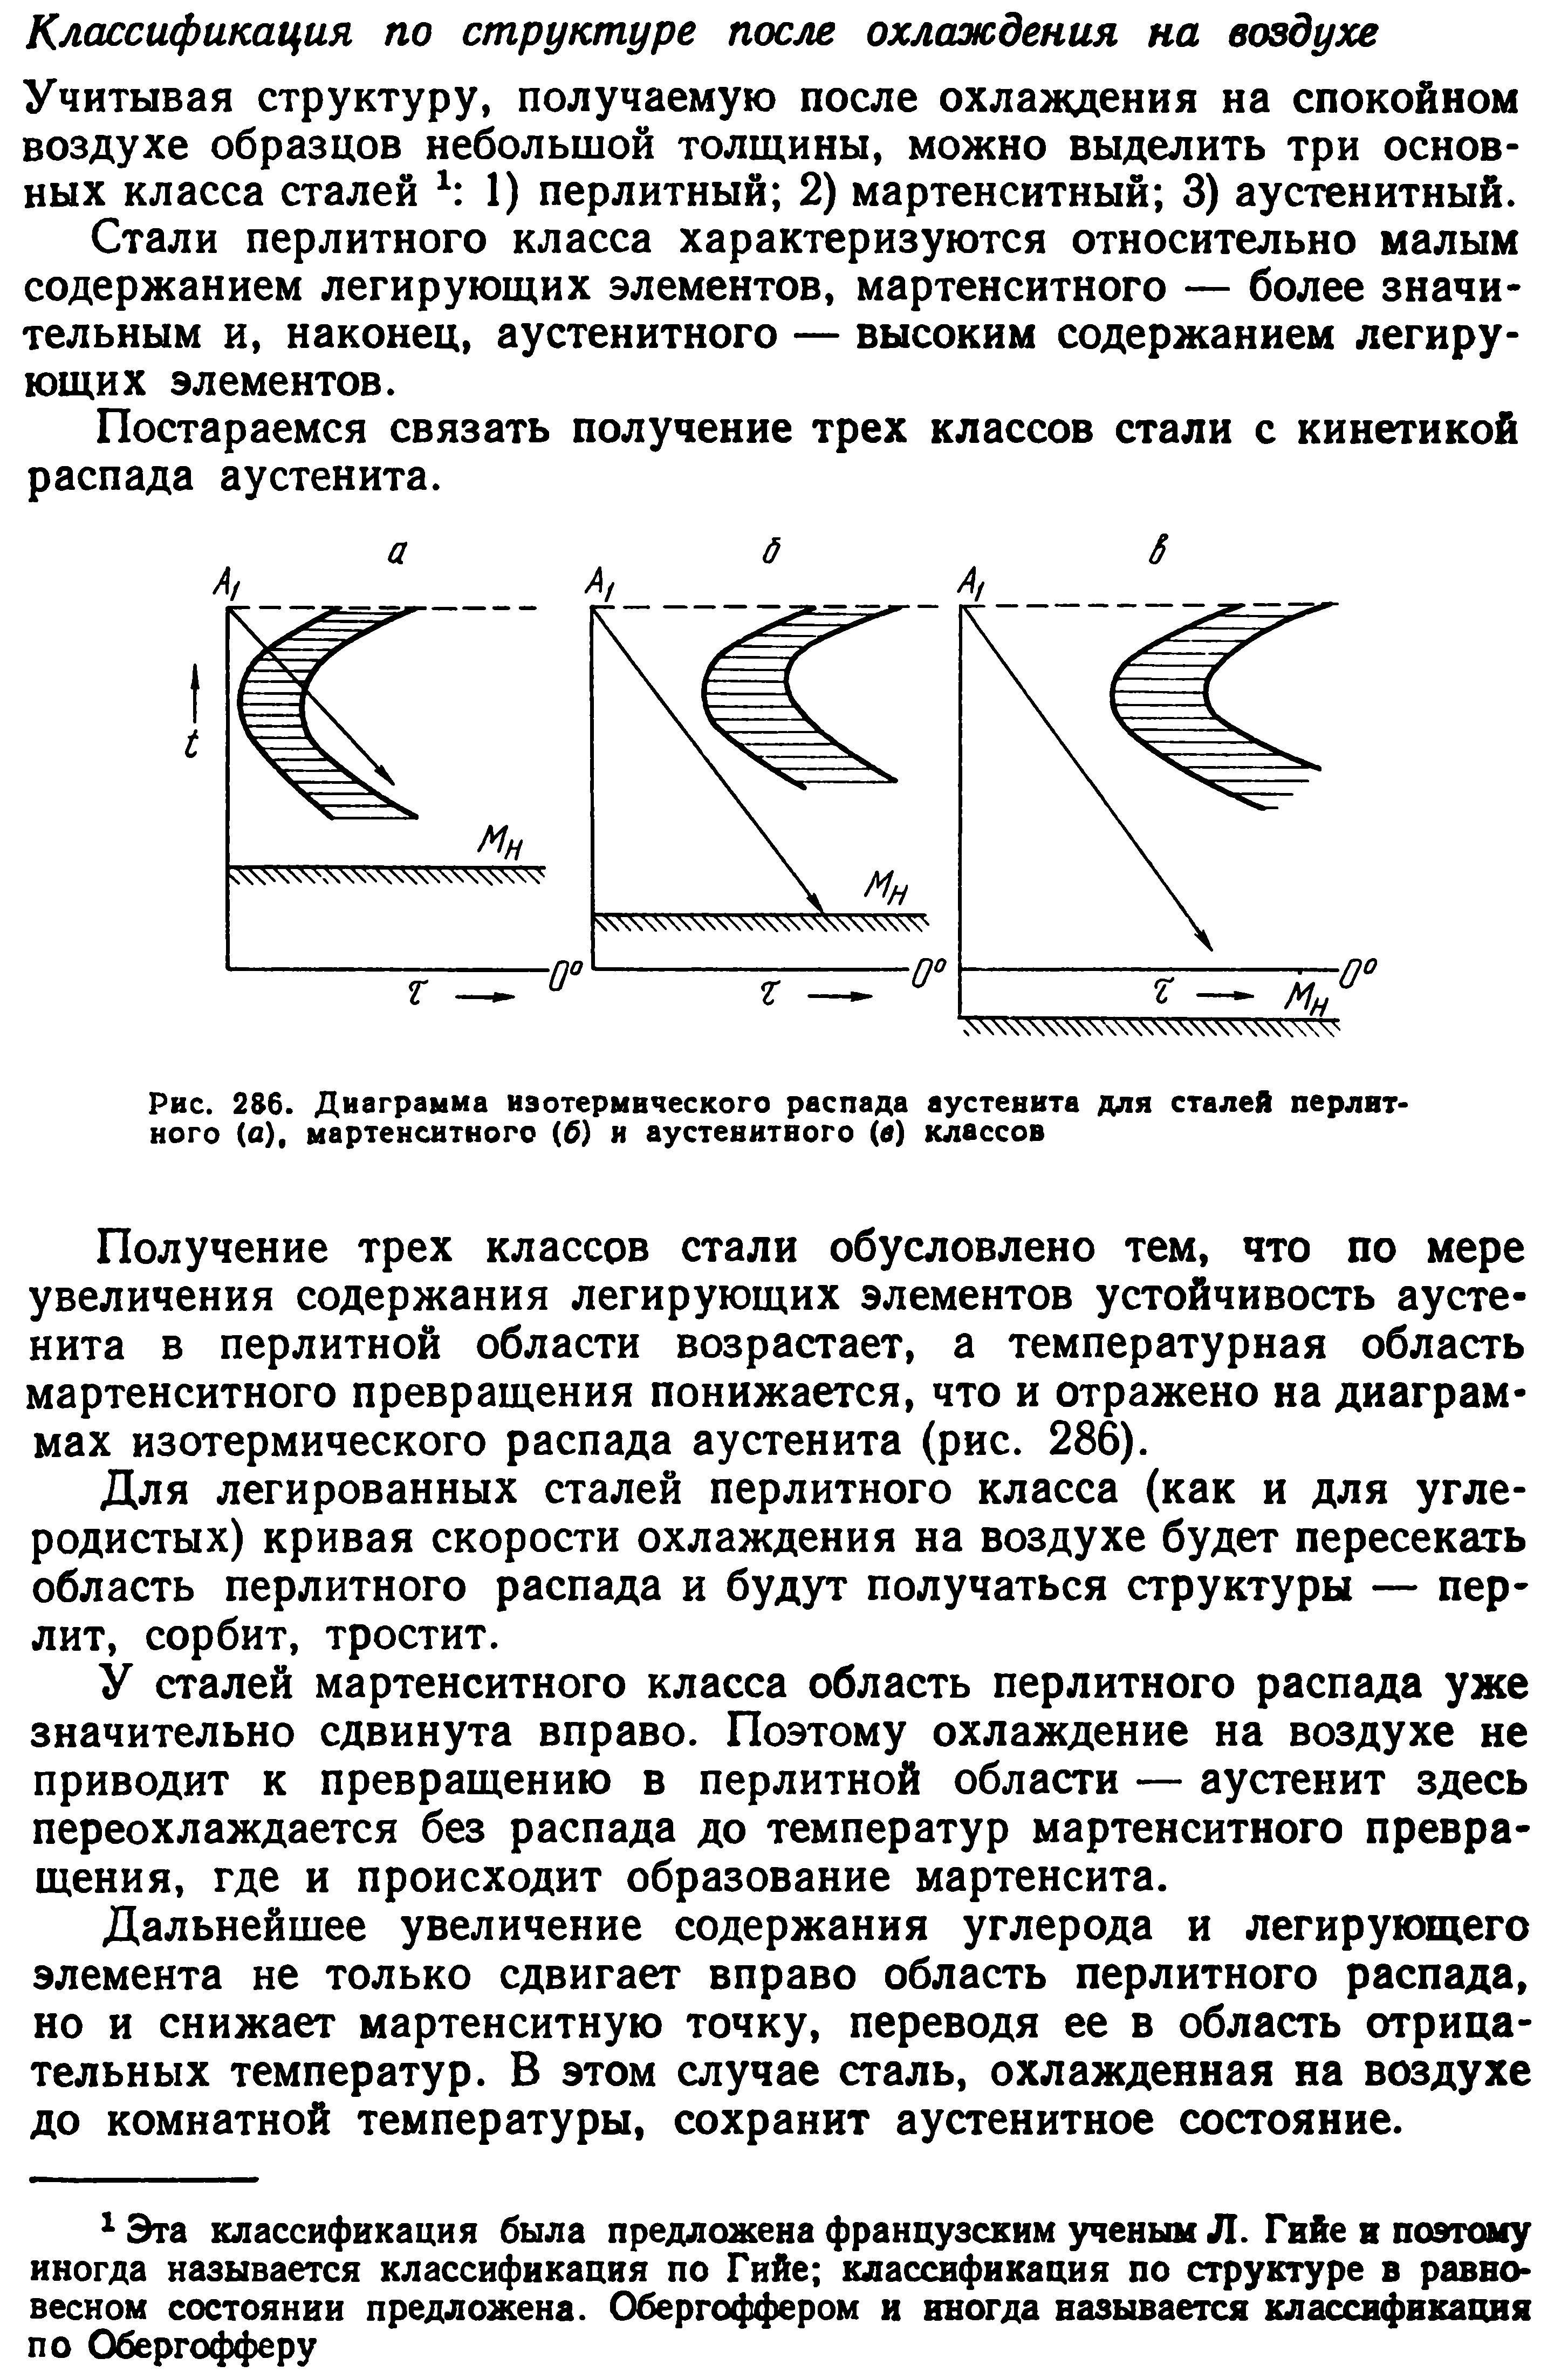 Классификация по структуре после охлаждения на воздухе
Учитывая структуру, получаемую после охлаждения на спокойном
воздухе образцов небольшой толщины, можно выделить три основ-
ных класса сталей ¹: 1) перлитный; 2) мартенситный; 3) аустенитный.
Стали перлитного класса характеризуются относительно малым
содержанием легирующих элементов, мартенситного — более значи-
тельным и, наконец, аустенитного — высоким содержанием легиру-
ющих элементов.
Постараемся связать получение трех классов стали с кинетикой
распада аустенита.
а б в
A₁ A₁ A₁
t
Mн Mн
0° 0° 0°
τ τ τ Mн
Рис. 286. Диаграмма изотермического распада аустенита для сталей перлит-
ного (а), мартенситного (б) и аустенитного (в) классов
Получение трех классов стали обусловлено тем, что по мере
увеличения содержания легирующих элементов устойчивость аусте-
нита в перлитной области возрастает, а температурная область
мартенситного превращения понижается, что и отражено на диаграм-
мах изотермического распада аустенита (рис. 286).
Для легированных сталей перлитного класса (как и для угле-
родистых) кривая скорости охлаждения на воздухе будет пересекать
область перлитного распада и будут получаться структуры — пер-
лит, сорбит, тростит.
У сталей мартенситного класса область перлитного распада уже
значительно сдвинута вправо. Поэтому охлаждение на воздухе не
приводит к превращению в перлитной области — аустенит здесь
переохлаждается без распада до температур мартенситного превра-
щения, где и происходит образование мартенсита.
Дальнейшее увеличение содержания углерода и легирующего
элемента не только сдвигает вправо область перлитного распада,
но и снижает мартенситную точку, переводя ее в область отрица-
тельных температур. В этом случае сталь, охлажденная на воздухе
до комнатной температуры, сохранит аустенитное состояние.
¹ Эта классификация была предложена французским ученым Л. Гийе и поэтому
иногда называется классификация по Гийе; классификация по структуре в равно-
весном состоянии предложена. Обергоффером и иногда называется классификация
по Обергофферу